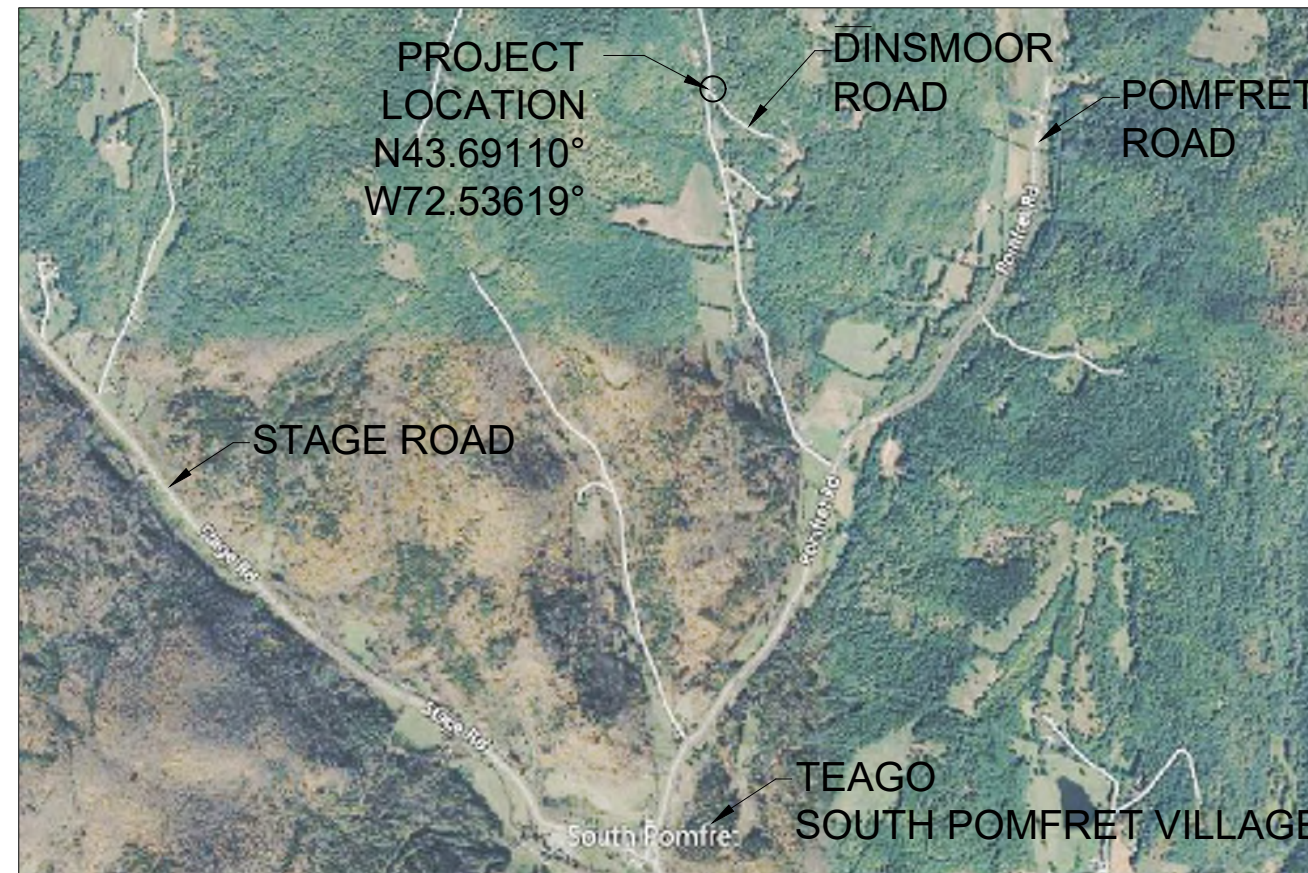 PROJECT
LOCATION
N43.69110°
W72.53619°
DINSMOOR
ROAD
POMFRET
ROAD
Pomfret Rd
STAGE ROAD
Stage Rd
Pomfret Rd
Stage Rd
TEAGO
SOUTH POMFRET VILLAGE
South Pomfret